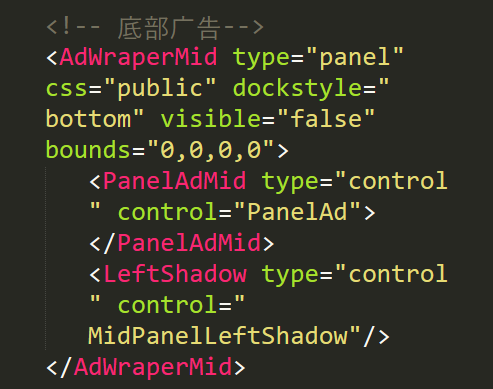 <!-- 底部广告-->
<AdWraperMid type="panel"
css="public" dockstyle="
bottom" visible="false"
bounds="0,0,0,0">
<PanelAdMid type="control
" control="PanelAd">
</PanelAdMid>
<LeftShadow type="control
" control="
MidPanelLeftShadow"/>
</AdWraperMid>